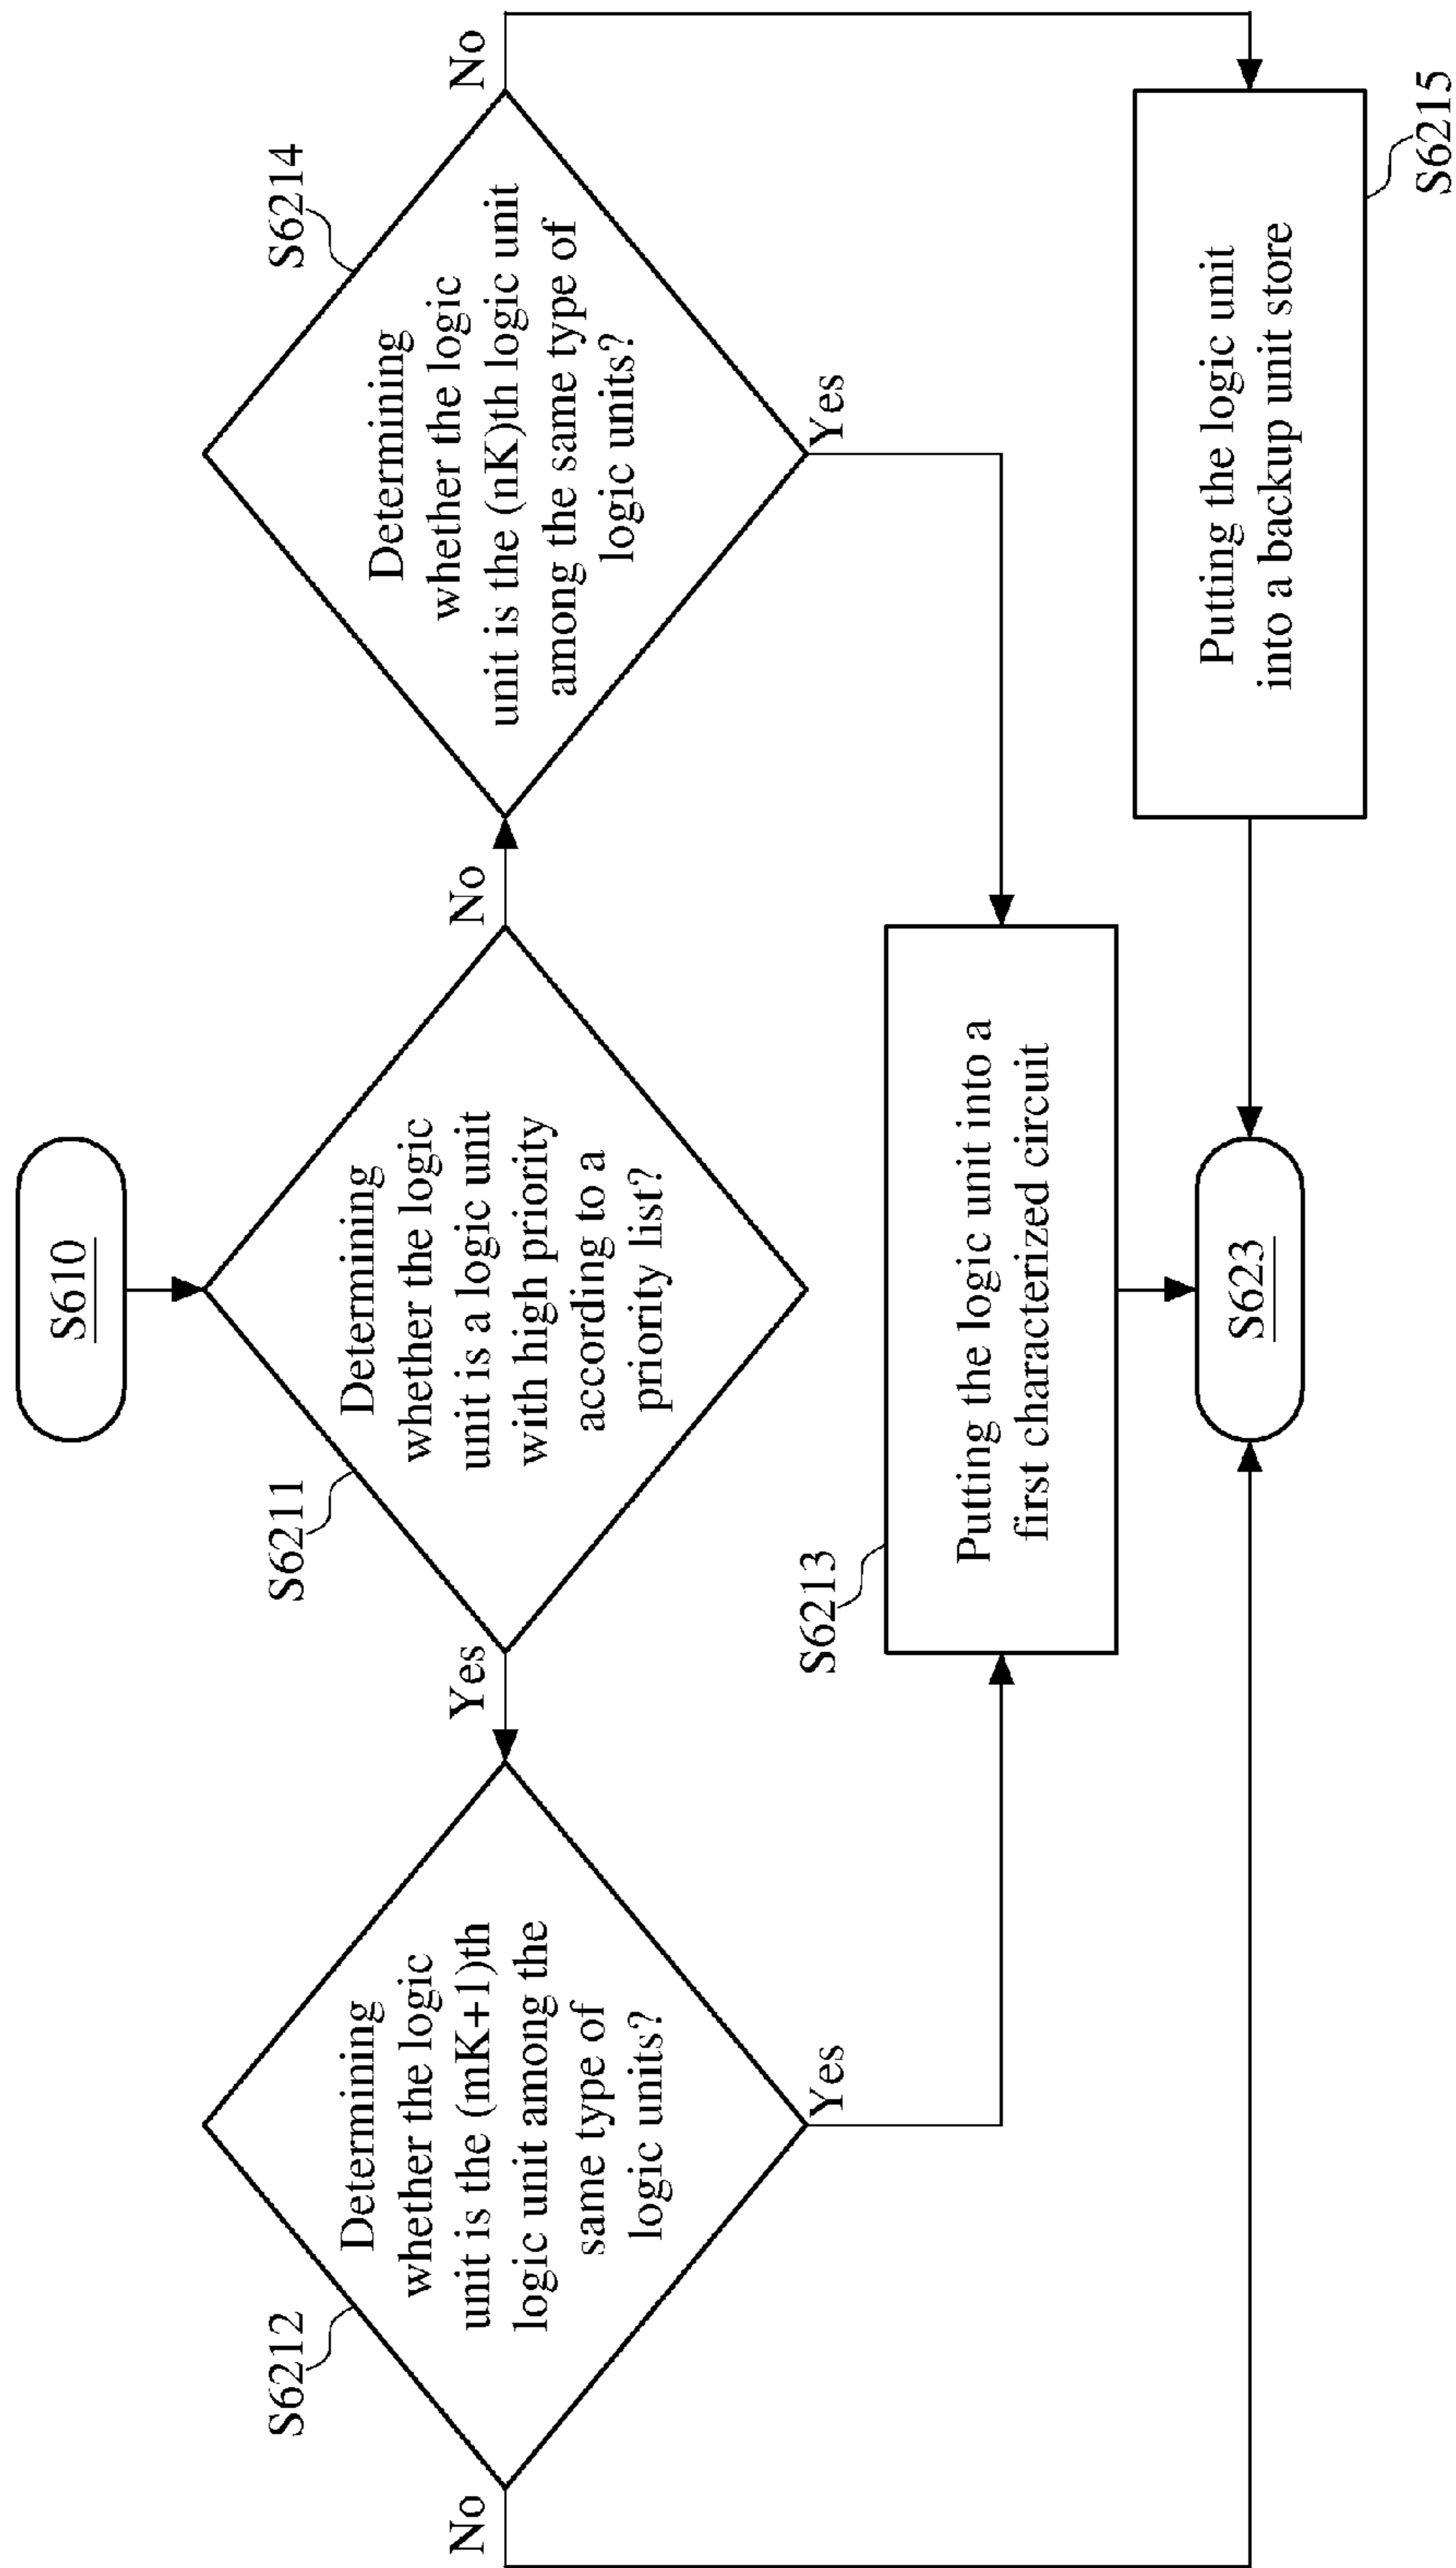 S610
S6211
Determining
whether the logic
unit is a logic unit
with high priority
according to a
priority list?
Yes
No
S6212
Determining
whether the logic
unit is the (mK+1)th
logic unit among the
same type of
logic units?
No
Yes
S6214
Determining
whether the logic
unit is the (nK)th logic unit
among the same type of
logic units?
No
Yes
S6213
Putting the logic unit into a
first characterized circuit
Putting the logic unit
into a backup unit store
S6215
S623